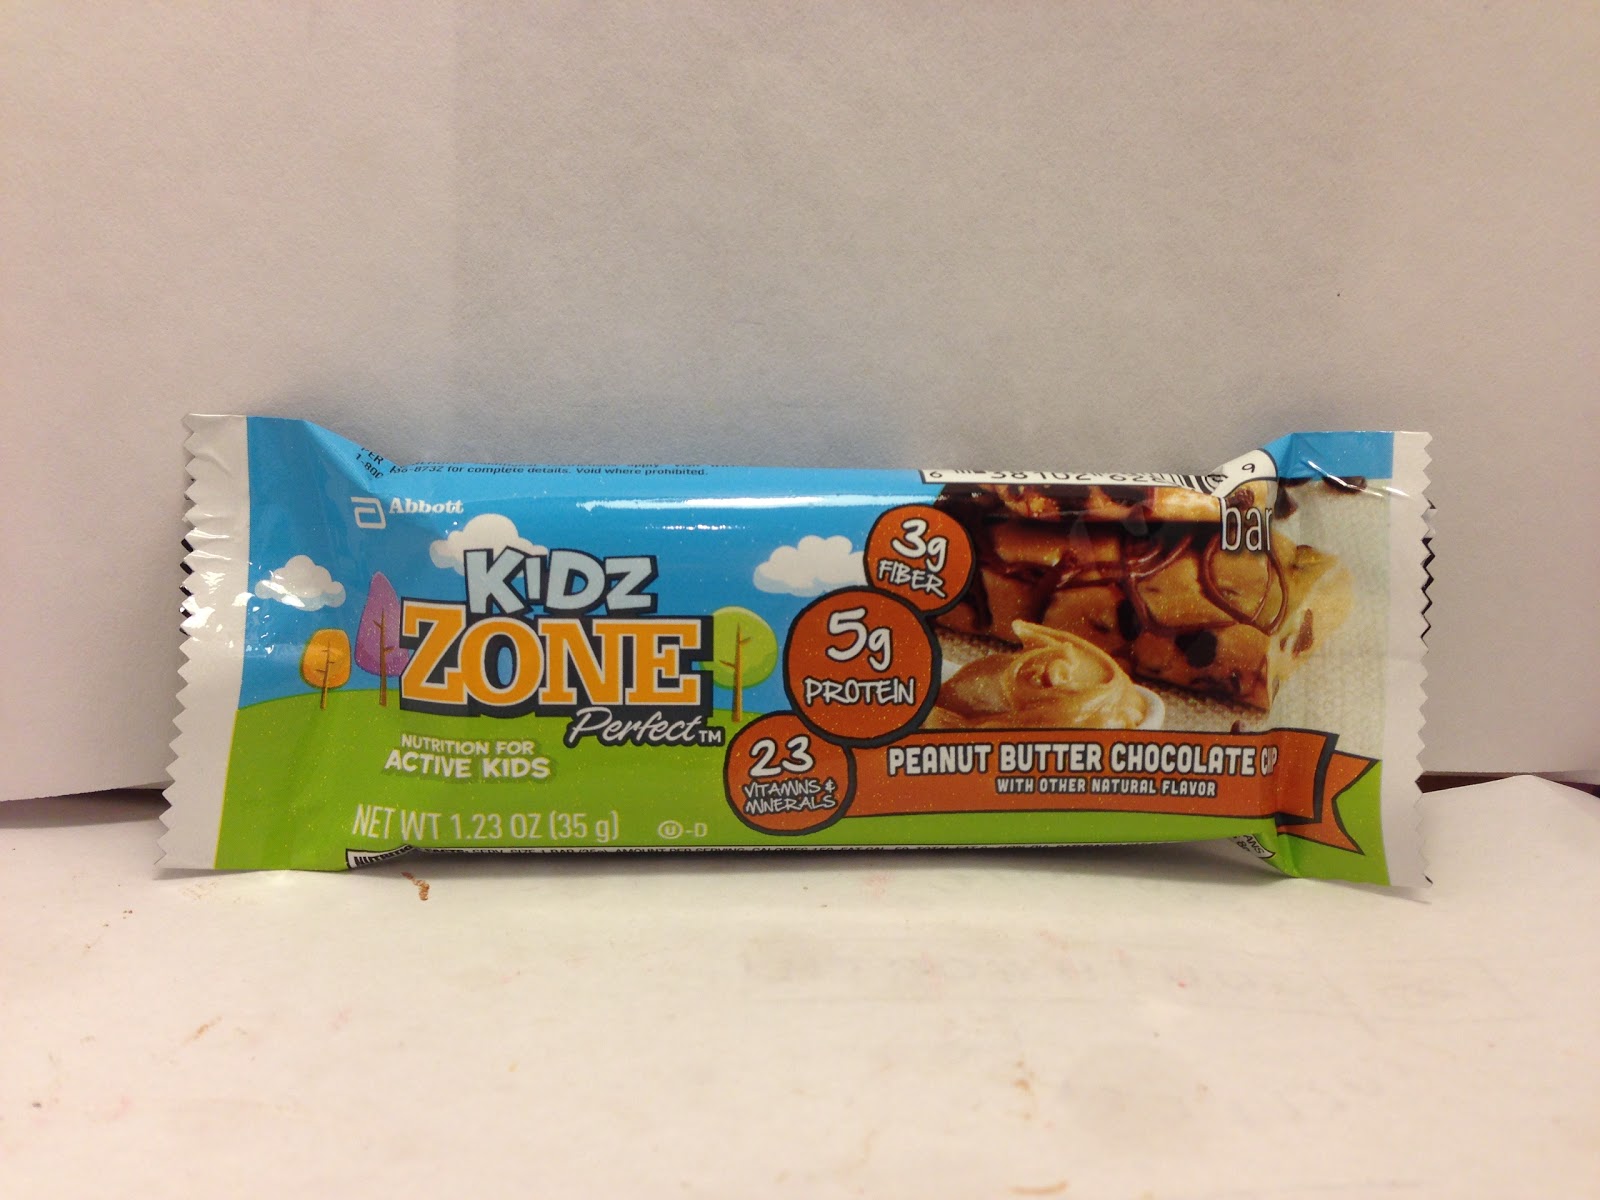 for complete details. Void where prohibited.
Abbott
KIDZ
ZONE
Perfect™
NUTRITION FOR
ACTIVE KIDS
NET WT 1.23 OZ (35 g)
Ⓤ-D
3g
FIBER
5g
PROTEIN
23
VITAMINS &
MINERALS
bar
PEANUT BUTTER CHOCOLATE CHIP
WITH OTHER NATURAL FLAVOR